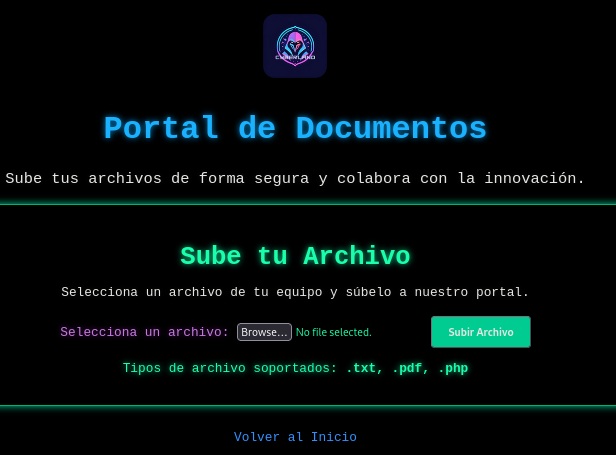 CYBERLAND
Portal de Documentos
Sube tus archivos de forma segura y colabora con la innovación.
Sube tu Archivo
Selecciona un archivo de tu equipo y súbelo a nuestro portal.
Selecciona un archivo: Browse... No file selected. Subir Archivo
Tipos de archivo soportados: .txt, .pdf, .php
Volver al Inicio